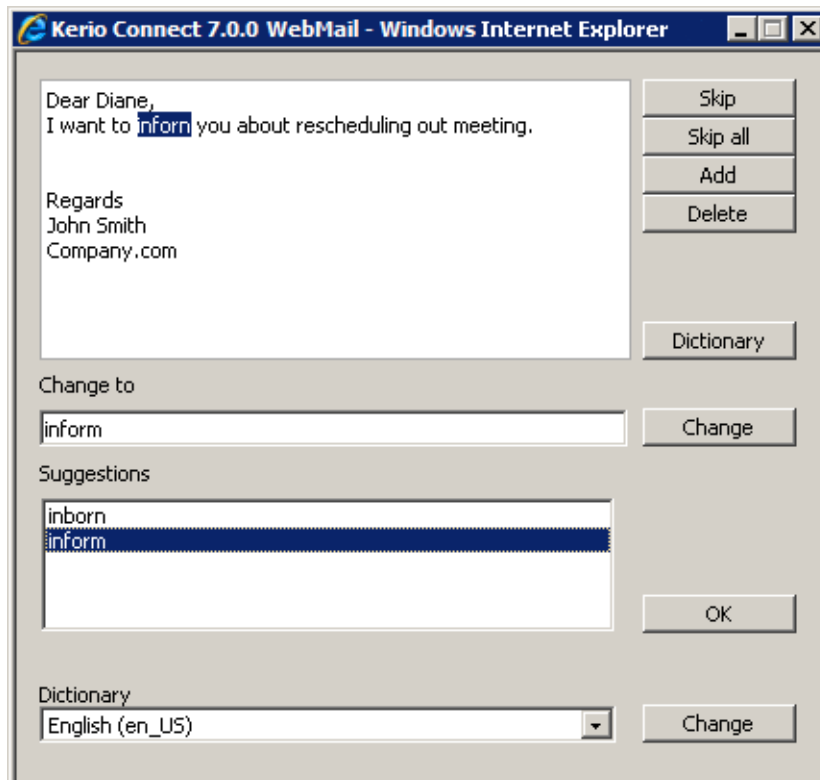 Kerio Connect 7.0.0 WebMail - Windows Internet Explorer
Dear Diane,
I want to inforn you about rescheduling out meeting.
Regards
John Smith
Company.com
Skip
Skip all
Add
Delete
Dictionary
Change to
inform
Change
Suggestions
inborn
inform
OK
Dictionary
English (en_US)
Change